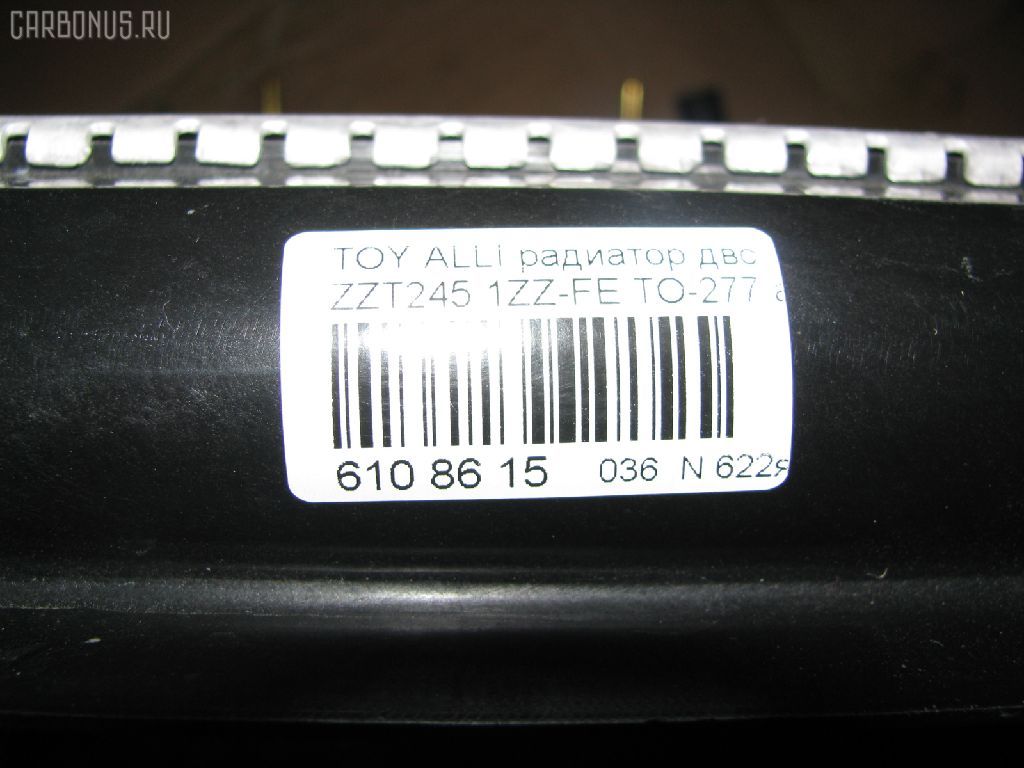 CARBONUS.RU
TOY ALLI радиатор двс
ZZT245 1ZZ-FE TO-277
610 86 15 036 N 622я